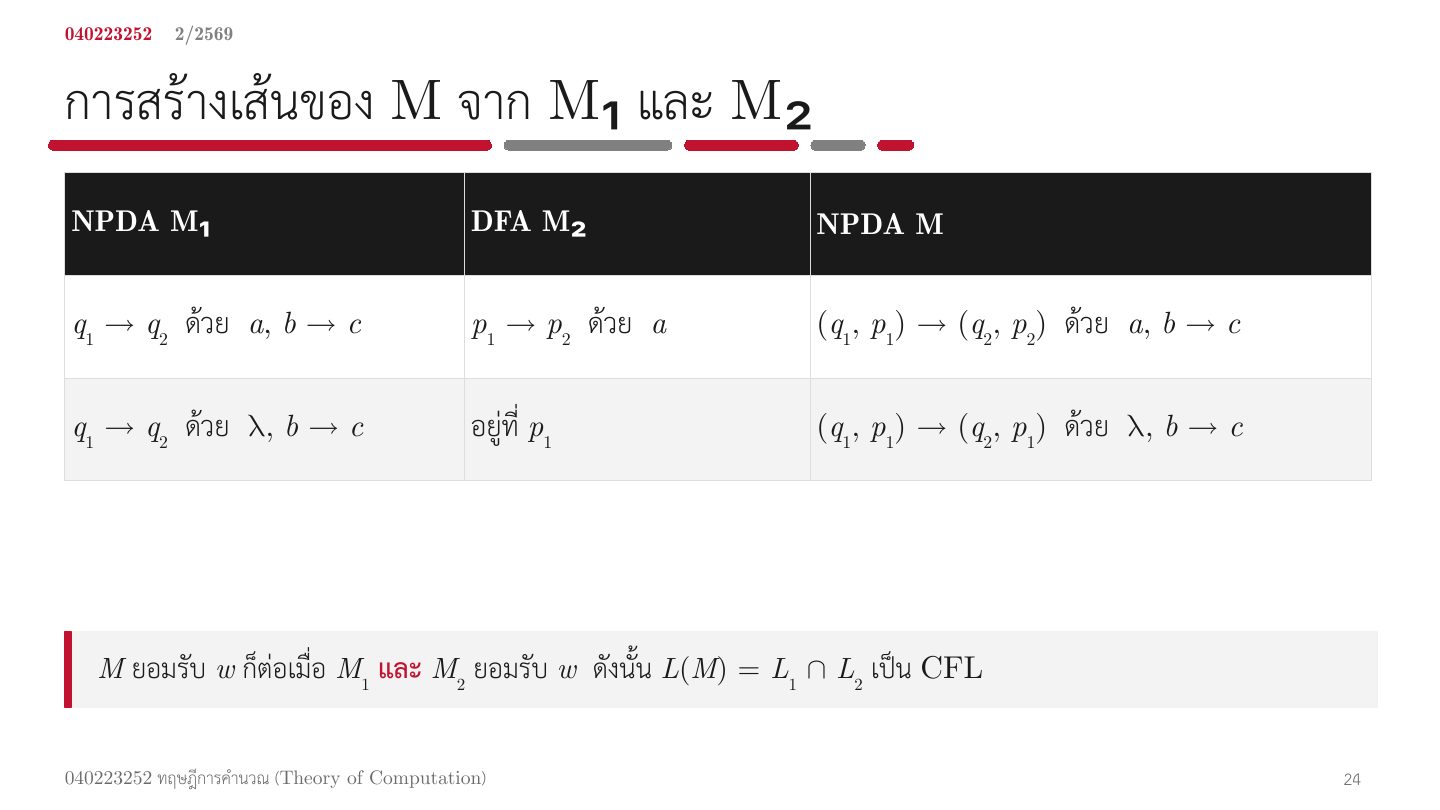 040223252 2/2569
การสร้างเส้นของ M จาก M₁ และ M₂
NPDA M₁ DFA M₂ NPDA M
q₁ → q₂ ด้วย a, b → c p₁ → p₂ ด้วย a (q₁, p₁) → (q₂, p₂) ด้วย a, b → c
q₁ → q₂ ด้วย λ, b → c อยู่ที่ p₁ (q₁, p₁) → (q₂, p₁) ด้วย λ, b → c
M ยอมรับ w ก็ต่อเมื่อ M₁ และ M₂ ยอมรับ w ดังนั้น L(M) = L₁ ∩ L₂ เป็น CFL
040223252 ทฤษฎีการคำนวณ (Theory of Computation) 24